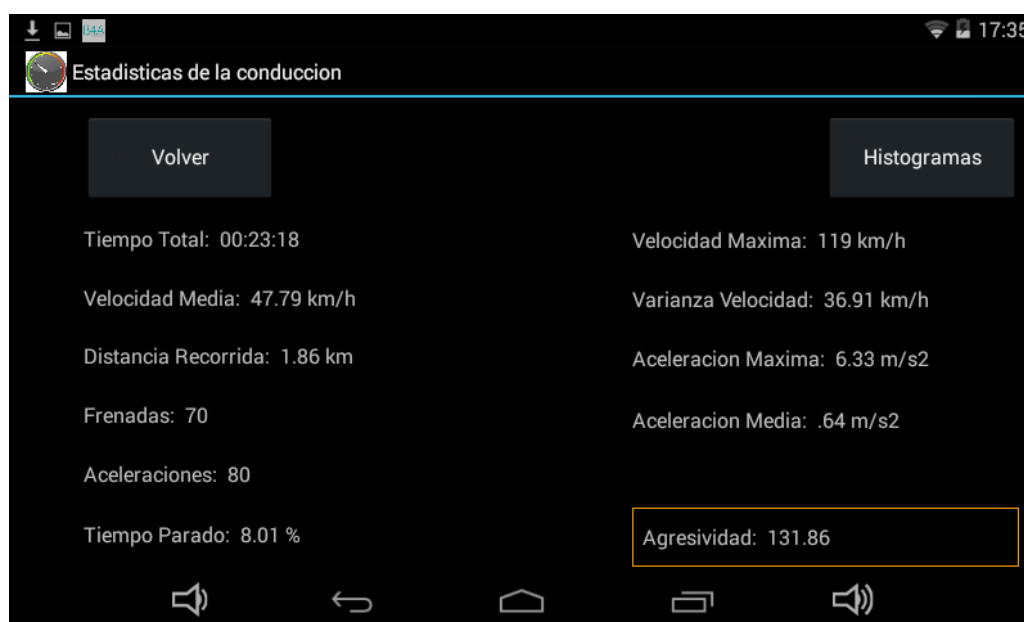 B4A
17:35
Estadisticas de la conduccion
Volver
Histogramas
Tiempo Total: 00:23:18
Velocidad Maxima: 119 km/h
Velocidad Media: 47.79 km/h
Varianza Velocidad: 36.91 km/h
Distancia Recorrida: 1.86 km
Aceleracion Maxima: 6.33 m/s2
Frenadas: 70
Aceleracion Media: .64 m/s2
Aceleraciones: 80
Tiempo Parado: 8.01 %
Agresividad: 131.86